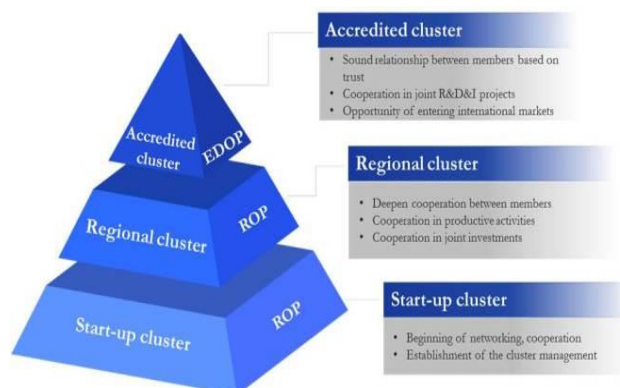 Accredited cluster
• Sound relationship between members based on
trust
• Cooperation in joint R&D&I projects
• Opportunity of entering international markets
Accredited
cluster
EDOP
Regional cluster
• Deepen cooperation between members
• Cooperation in productive activities
• Cooperation in joint investments
Regional cluster
ROP
Start-up cluster
• Beginning of networking, cooperation
• Establishment of the cluster management
Start-up cluster
ROP